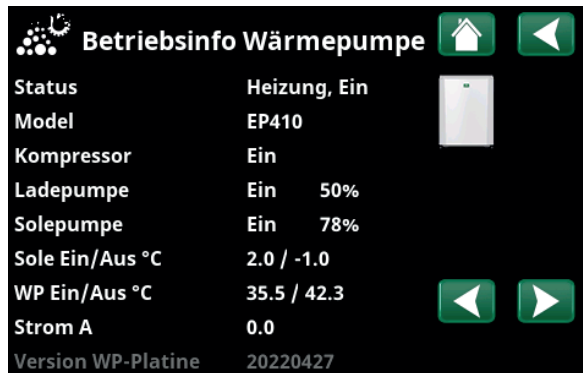 Betriebsinfo Wärmepumpe
Status Heizung, Ein
Model EP410
Kompressor Ein
Ladepumpe Ein 50%
Solepumpe Ein 78%
Sole Ein/Aus °C 2.0 / -1.0
WP Ein/Aus °C 35.5 / 42.3
Strom A 0.0
Version WP-Platine 20220427